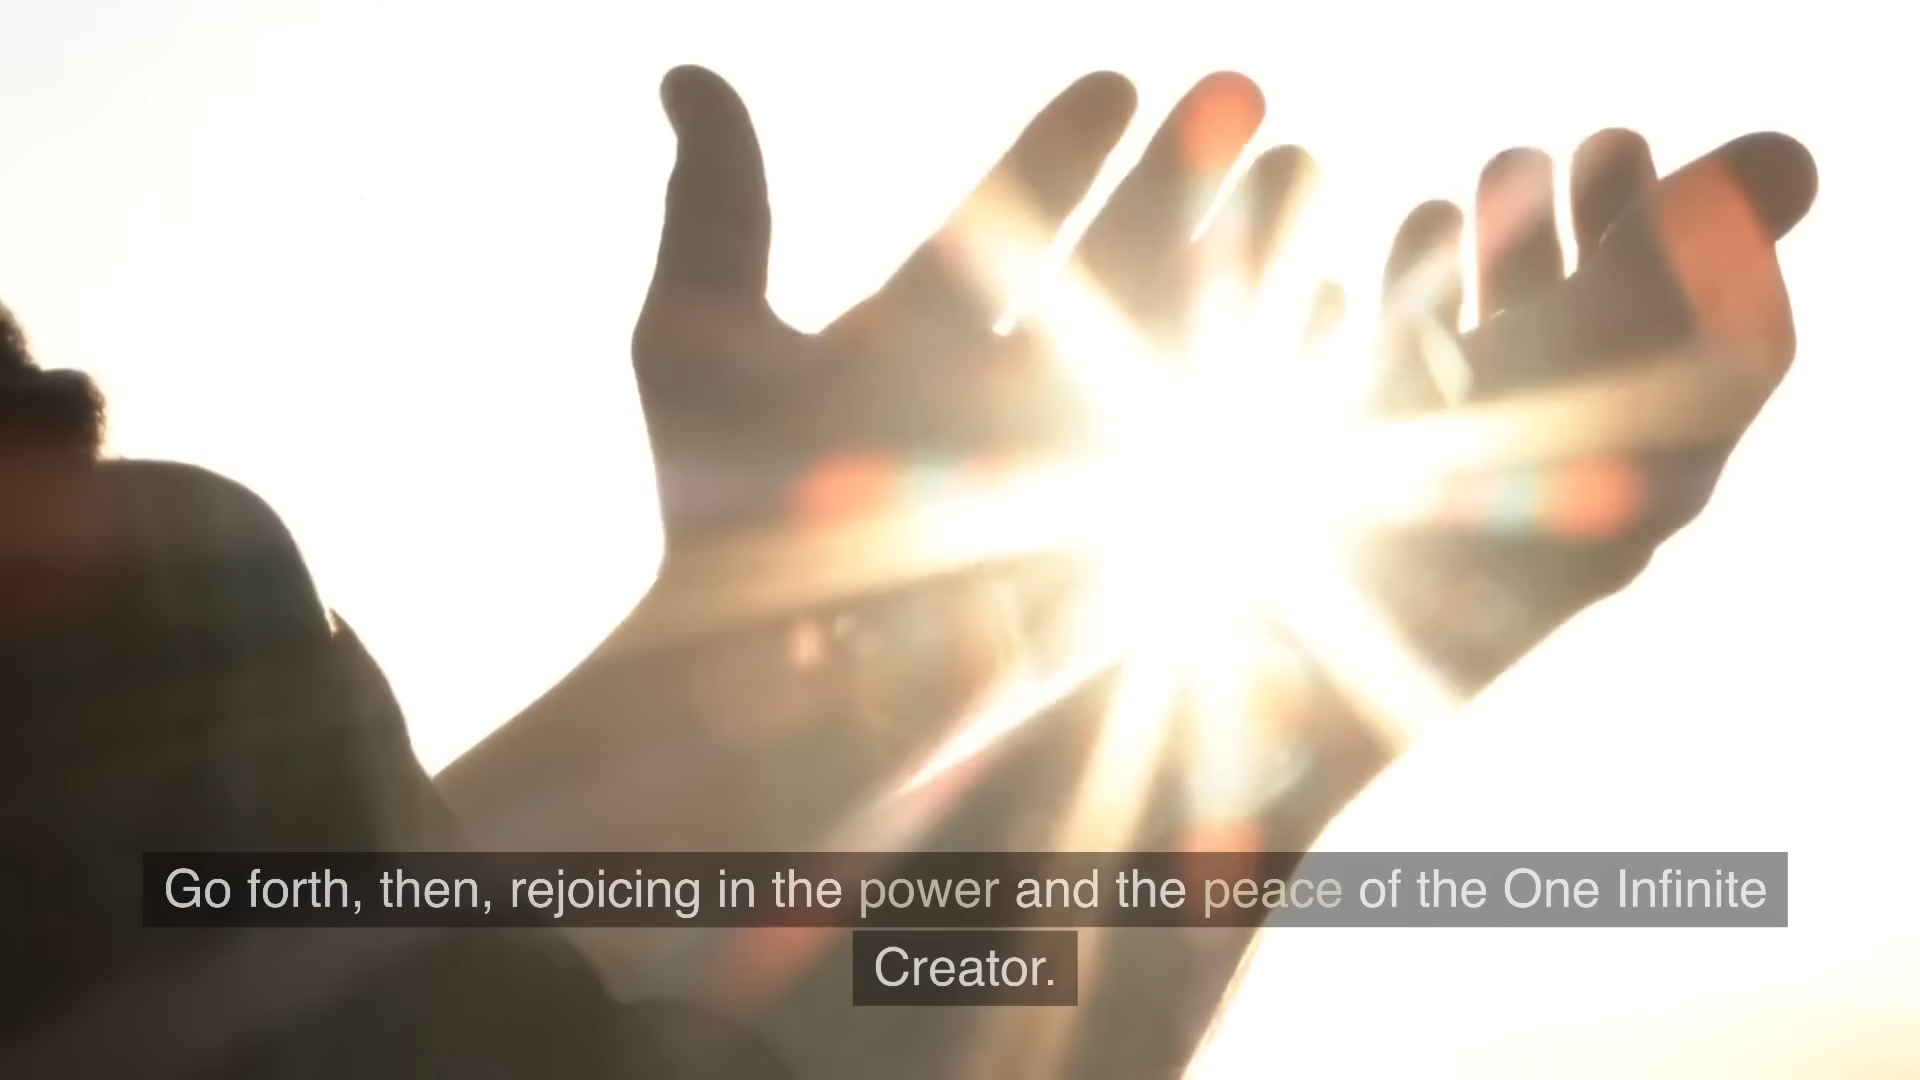 Go forth, then, rejoicing in the power and the peace of the One Infinite
Creator.